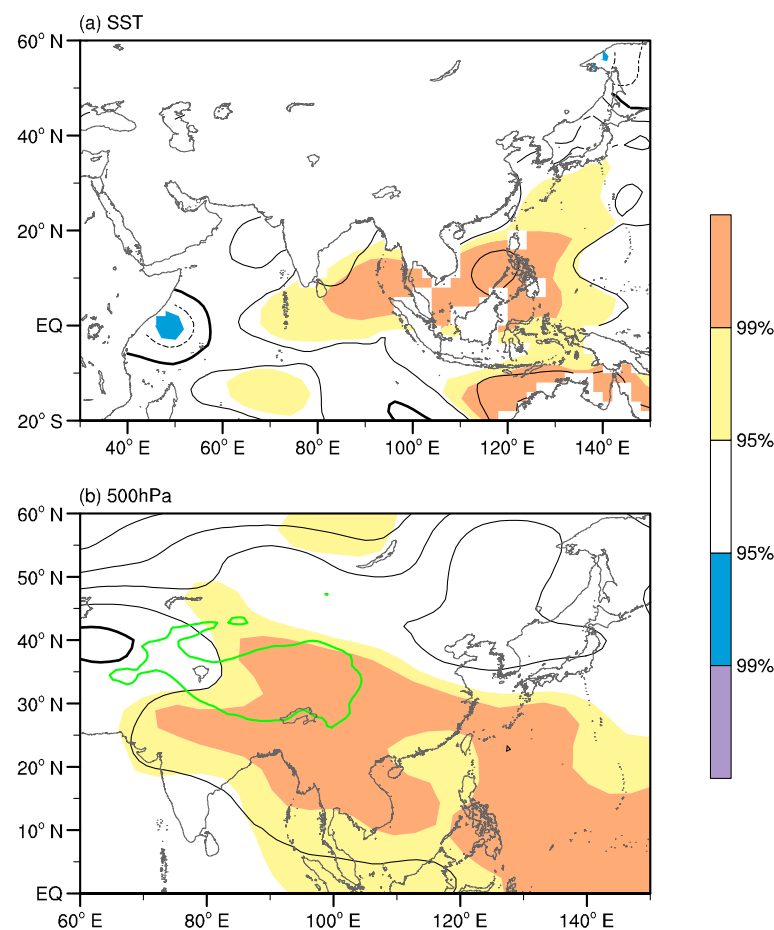 (a) SST
60° N
40° N
20° N
EQ
20° S
40° E 60° E 80° E 100° E 120° E 140° E
(b) 500hPa
60° N
50° N
40° N
30° N
20° N
10° N
EQ
60° E 80° E 100° E 120° E 140° E
99%
95%
95%
99%